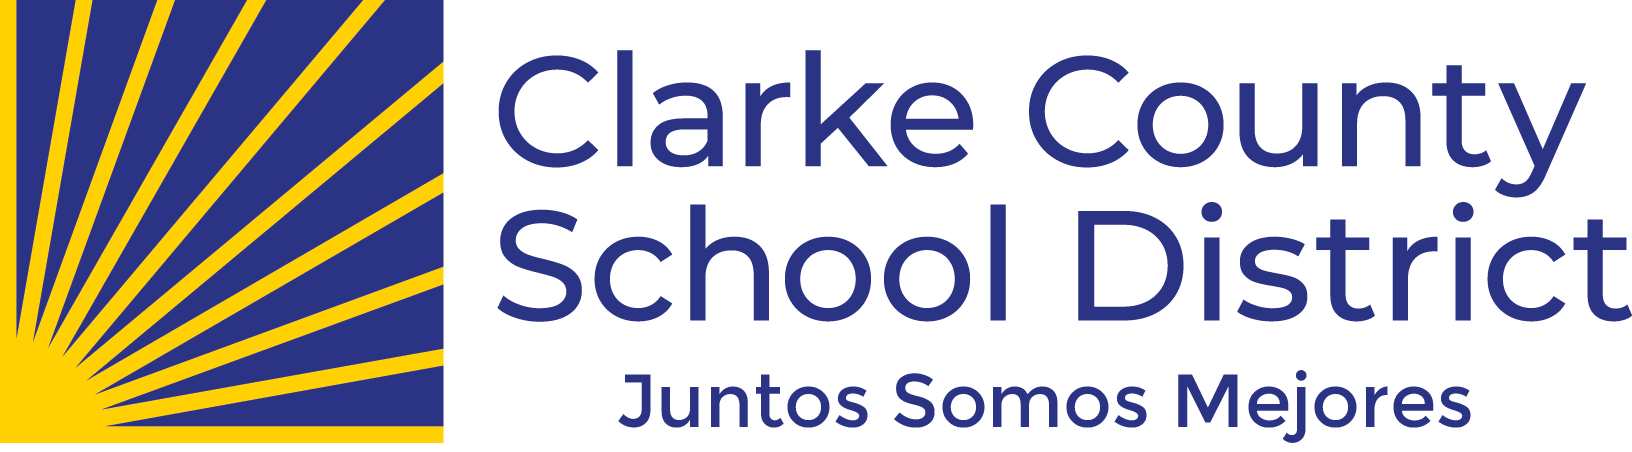 Clarke County
School District
Juntos Somos Mejores